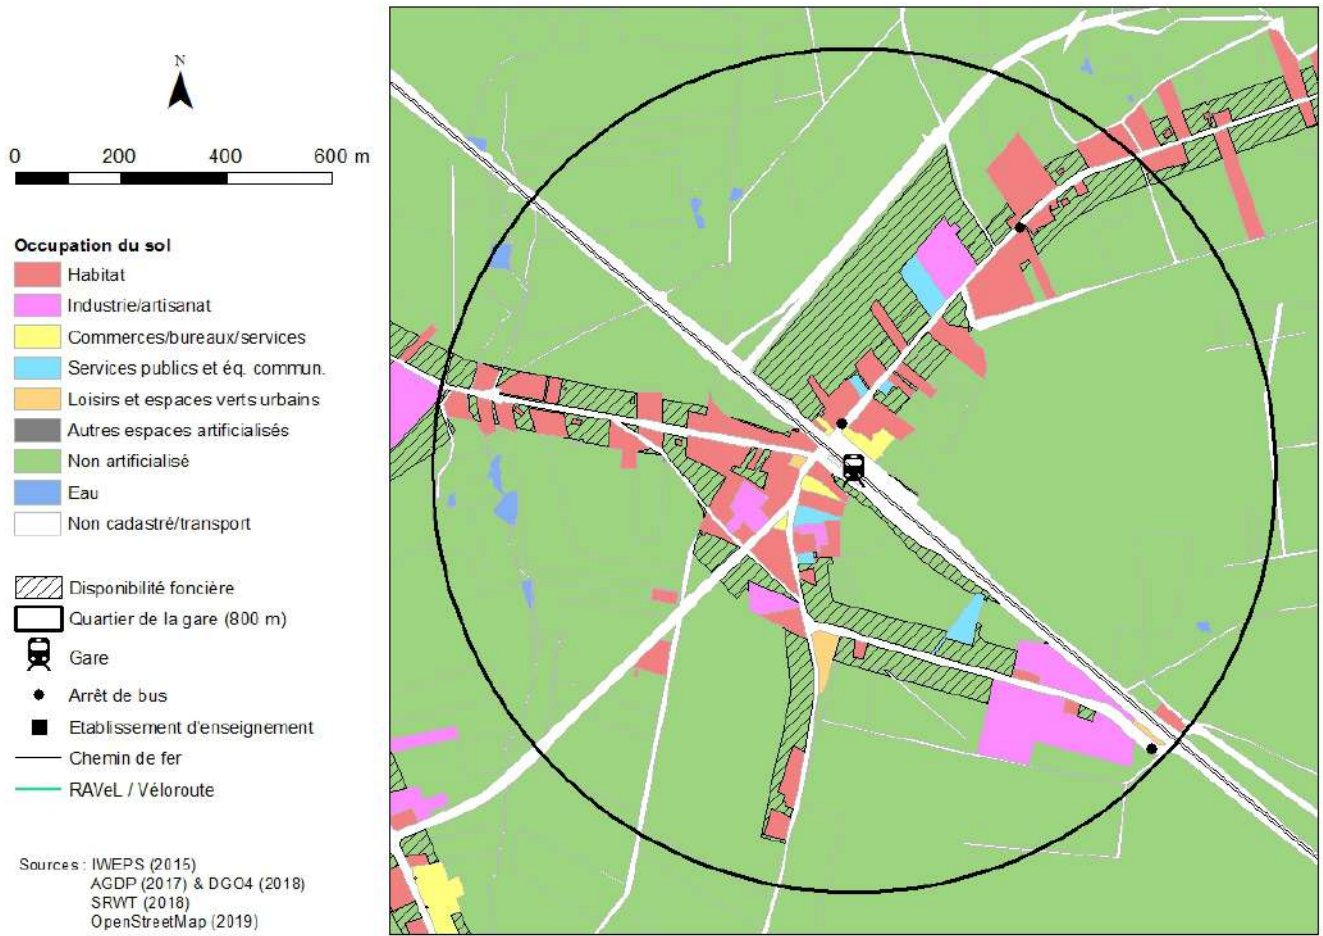 N
0 200 400 600 m
Occupation du sol
Habitat
Industrie/artisanat
Commerces/bureaux/services
Services publics et éq. commun.
Loisirs et espaces verts urbains
Autres espaces artificialisés
Non artificialisé
Eau
Non cadastré/transport
Disponibilité foncière
Quartier de la gare (800 m)
Gare
Arrêt de bus
Etablissement d'enseignement
Chemin de fer
RAVeL / Véloroute
Sources : IWEPS (2015)
AGDP (2017) & DGO4 (2018)
SRWT (2018)
OpenStreetMap (2019)